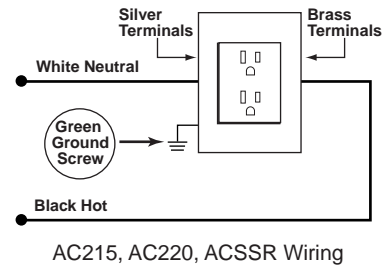 Silver
Terminals
Brass
Terminals
White Neutral
Green
Ground
Screw
Black Hot
AC215, AC220, ACSSR Wiring